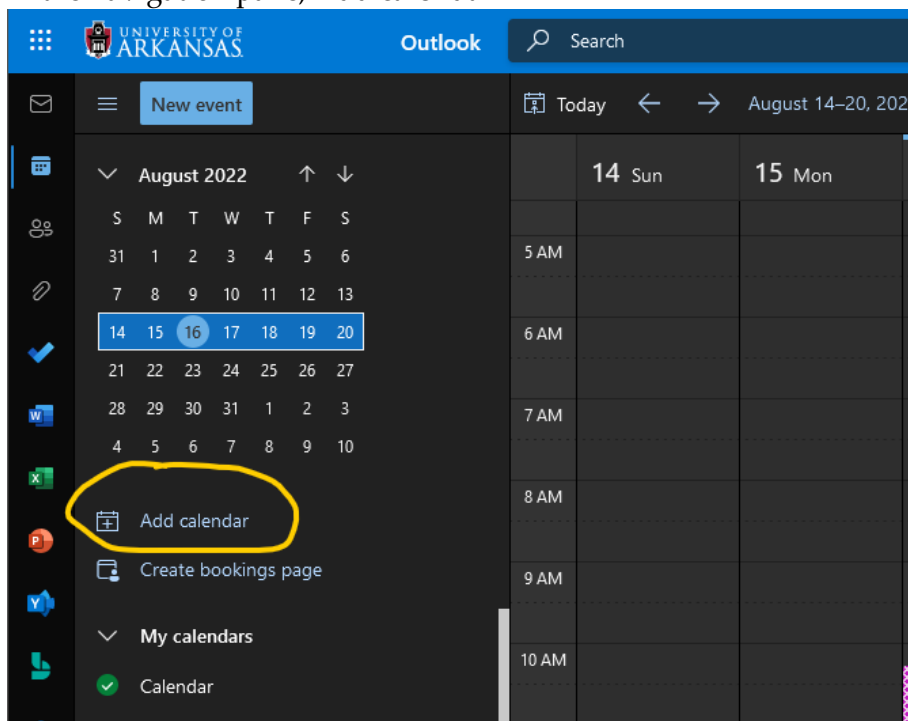 UNIVERSITY OF
ARKANSAS
Outlook
Search
New event
Today
August 14–20, 202
August 2022
S M T W T F S
31 1 2 3 4 5 6
7 8 9 10 11 12 13
14 15 16 17 18 19 20
21 22 23 24 25 26 27
28 29 30 31 1 2 3
4 5 6 7 8 9 10
Add calendar
Create bookings page
My calendars
Calendar
14 Sun
15 Mon
5 AM
6 AM
7 AM
8 AM
9 AM
10 AM
W
X
P
Y